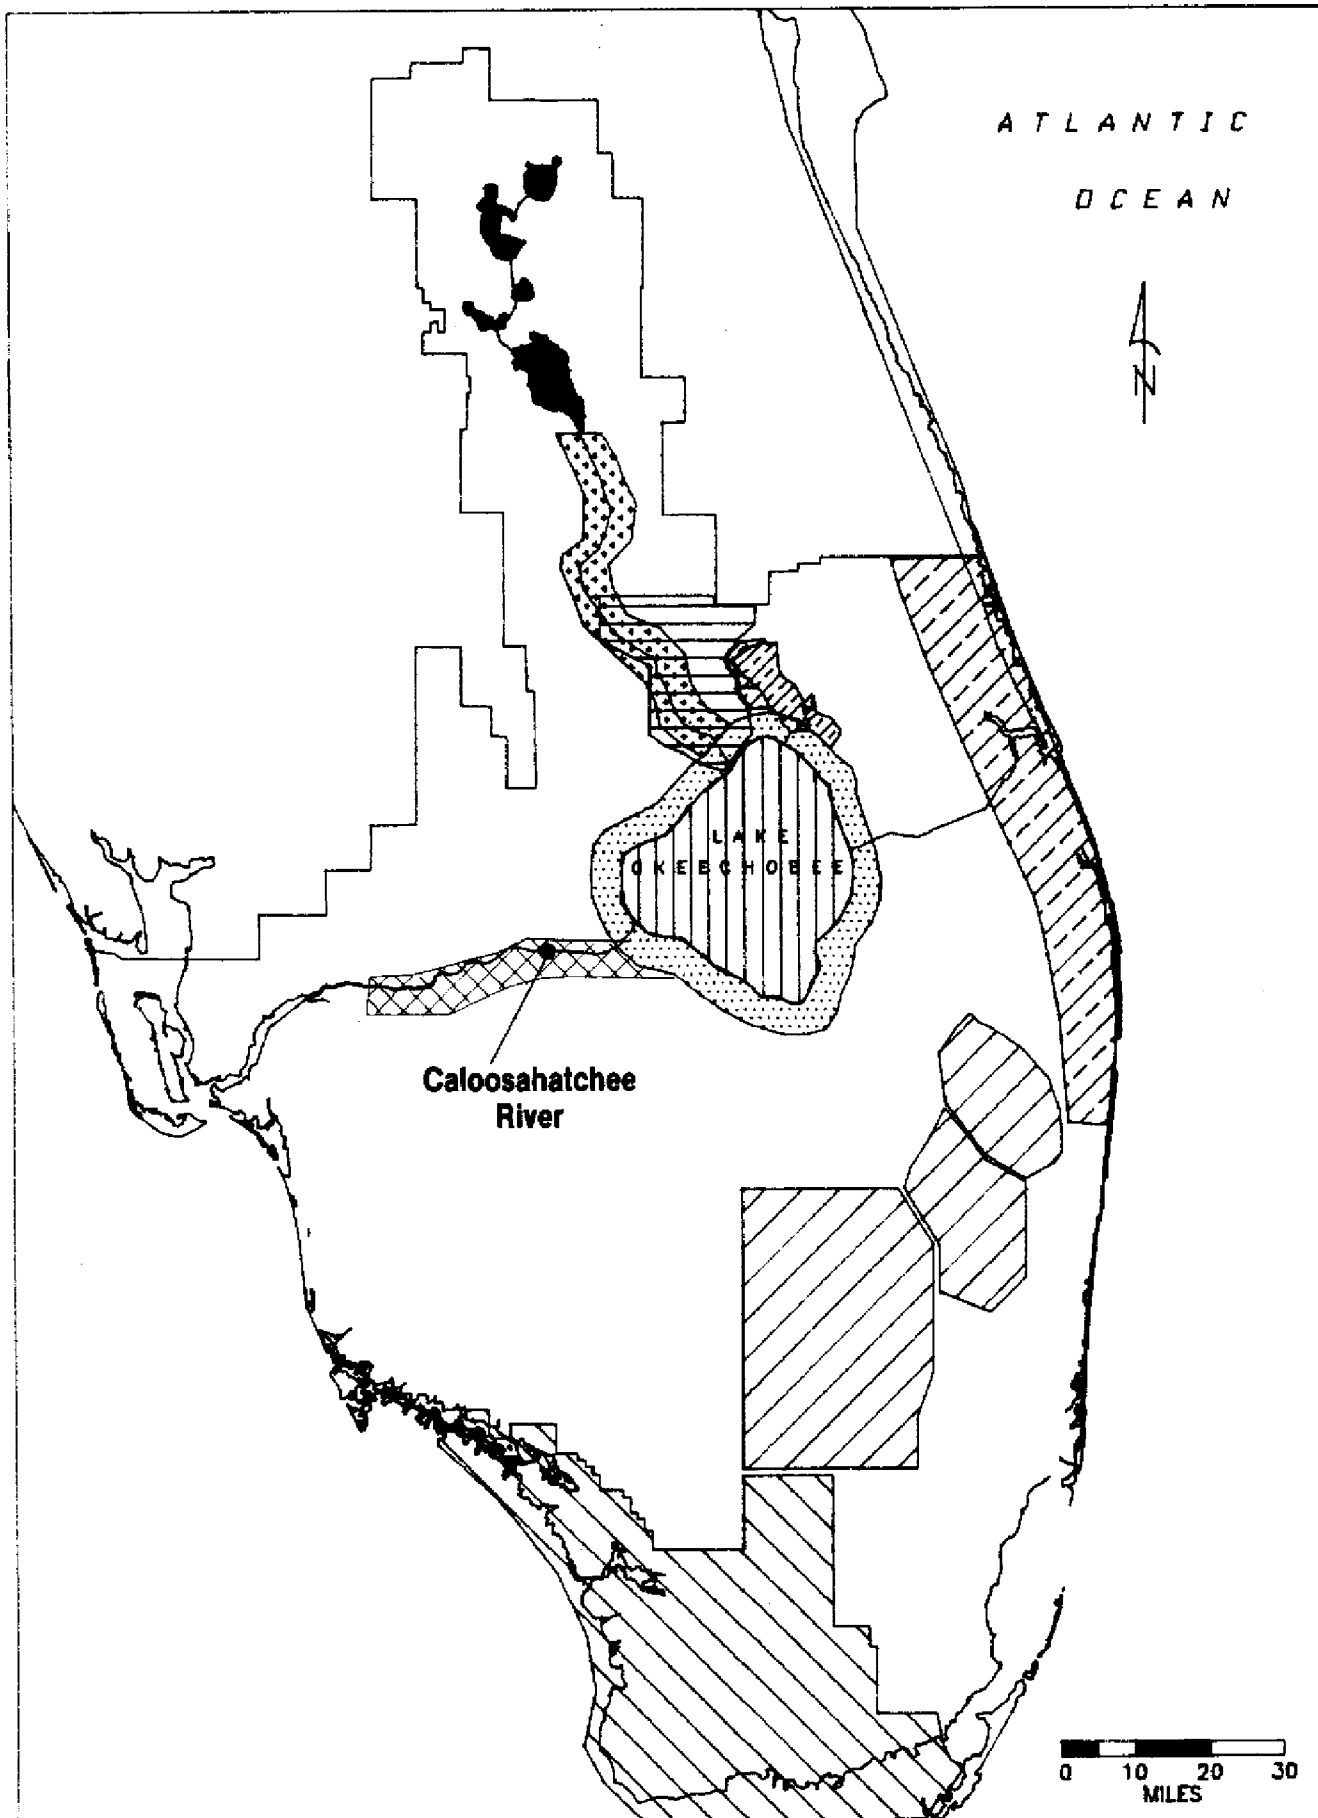 ATLANTIC
OCEAN
N
LAKE
OKEECHOBEE
Caloosahatchee
River
0 10 20 30
MILES